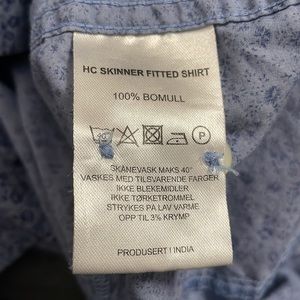 HC SKINNER FITTED SHIRT
100% BOMULL
P
SKÅNEVASK MAKS 40°
VASKES MED TILSVARENDE FARGER
IKKE BLEKEMIDLER
IKKE TØRKETROMMEL
STRYKES PÅ LAV VARME
OPP TIL 3% KRYMP
PRODUSERT I INDIA